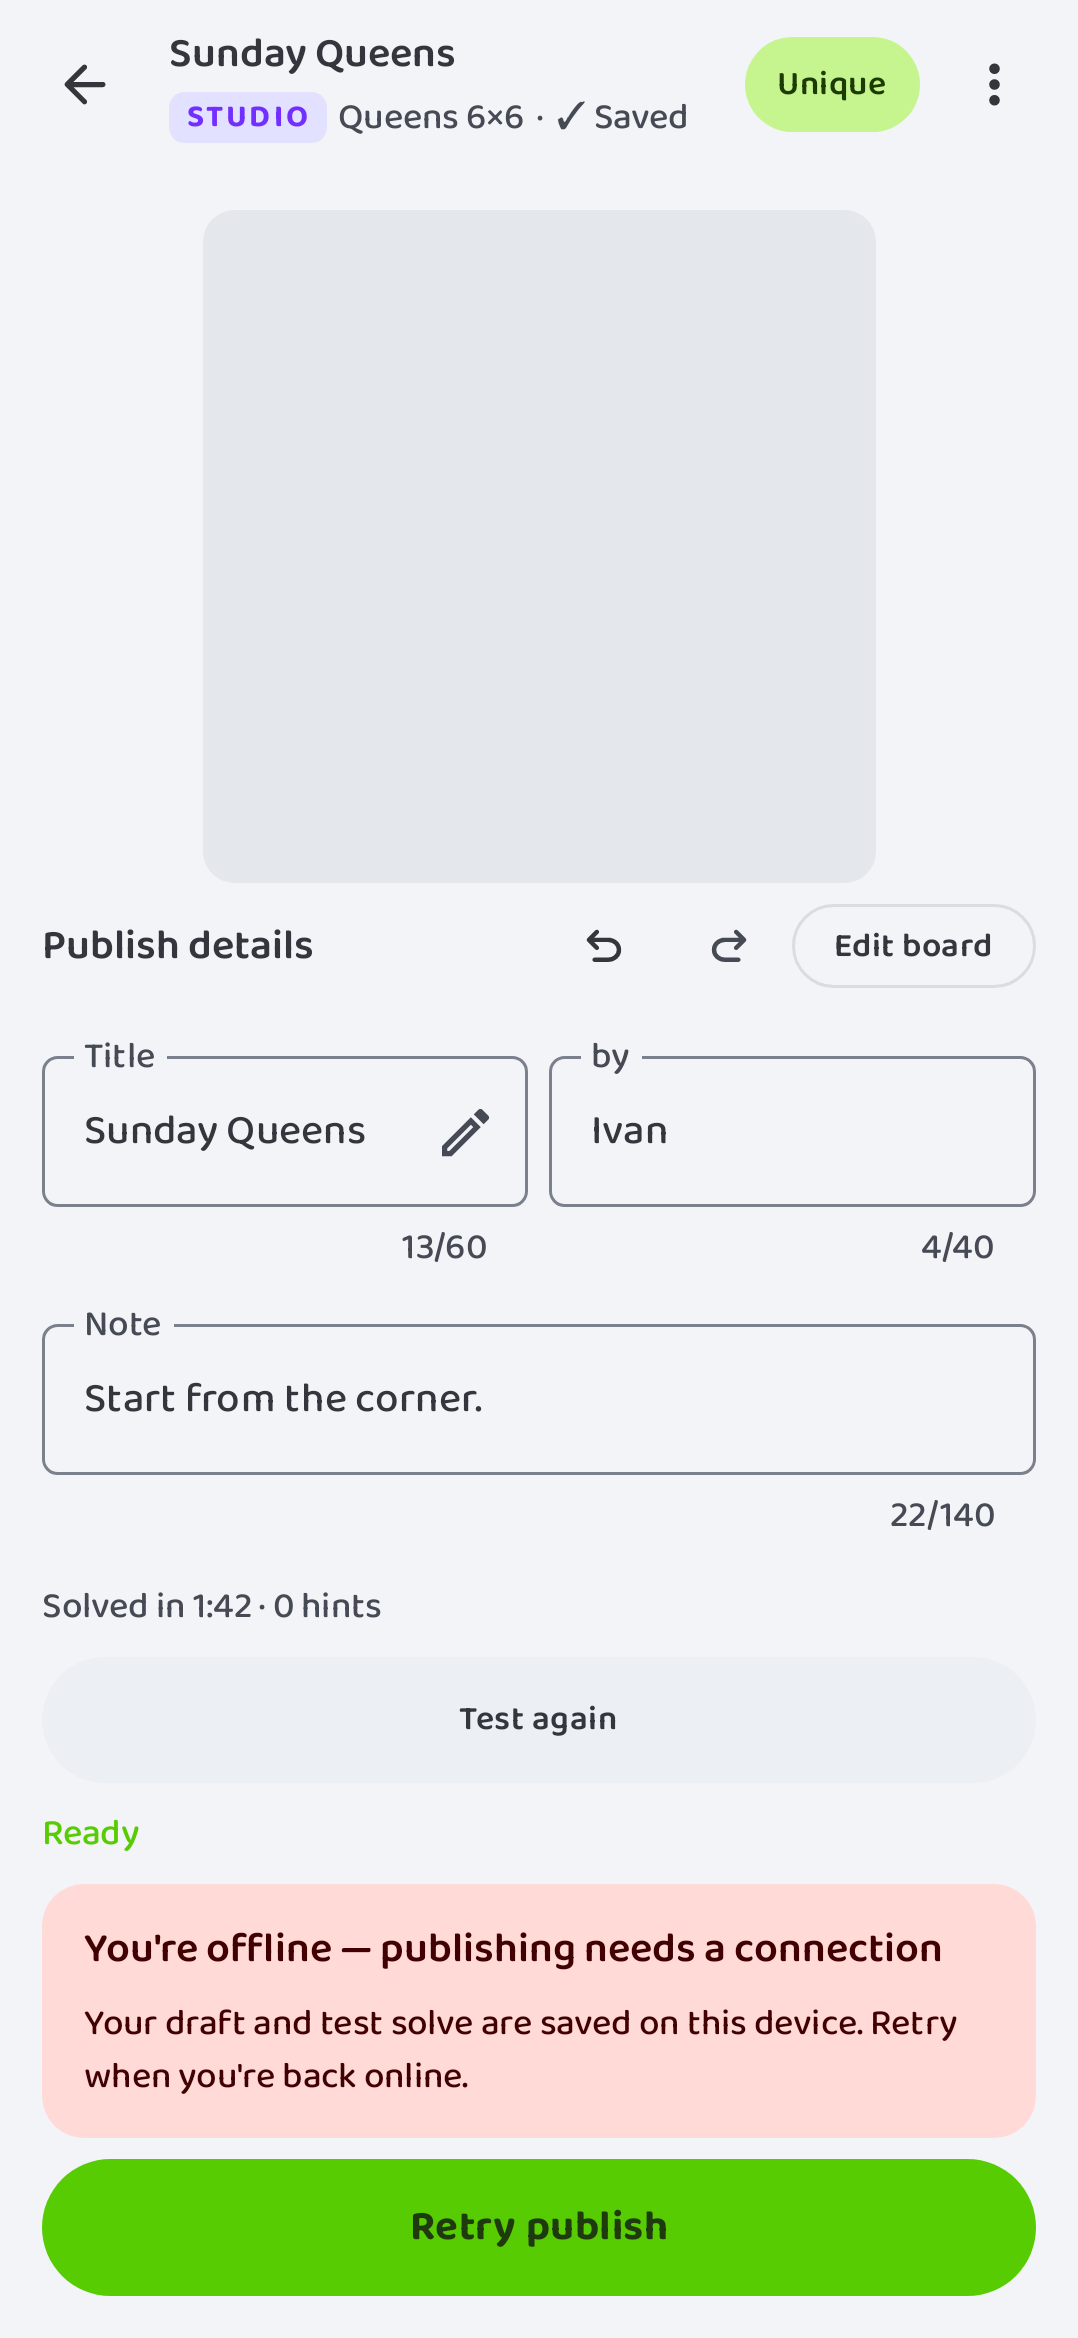 Sunday Queens
STUDIO Queens 6×6 · ✓ Saved
Unique
Publish details
Edit board
Title
Sunday Queens
13/60
by
Ivan
4/40
Note
Start from the corner.
22/140
Solved in 1:42 · 0 hints
Test again
Ready
You're offline — publishing needs a connection
Your draft and test solve are saved on this device. Retry
when you're back online.
Retry publish